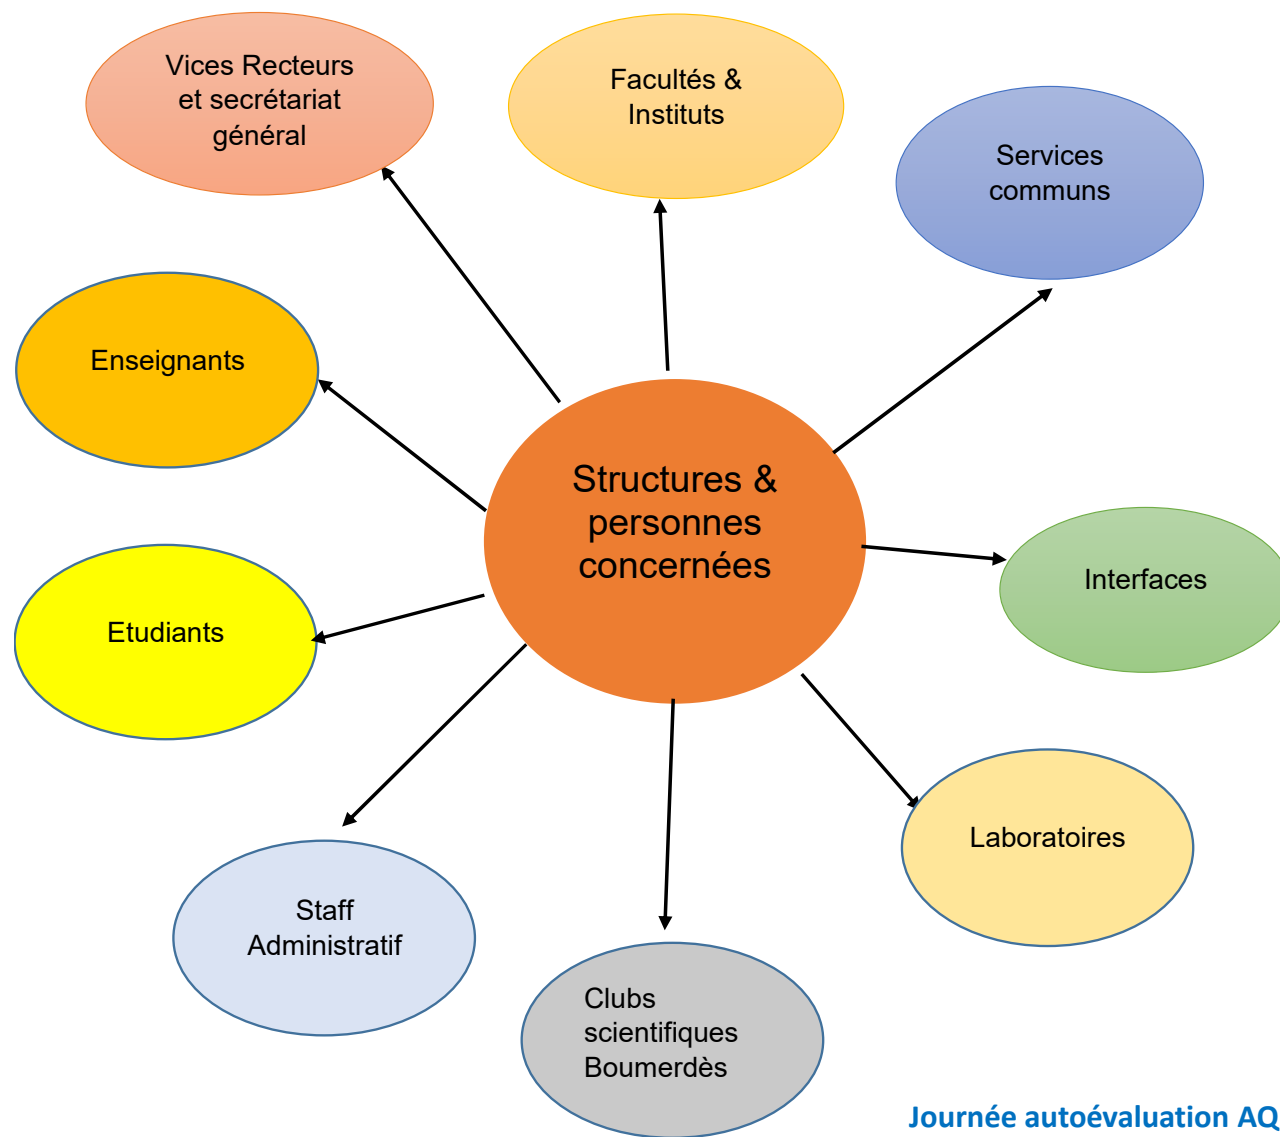 Vices Recteurs
et secrétariat
général
Facultés &
Instituts
Services
communs
Enseignants
Structures &
personnes
concernées
Interfaces
Etudiants
Laboratoires
Staff
Administratif
Clubs
scientifiques
Boumerdès
Journée autoévaluation AQ